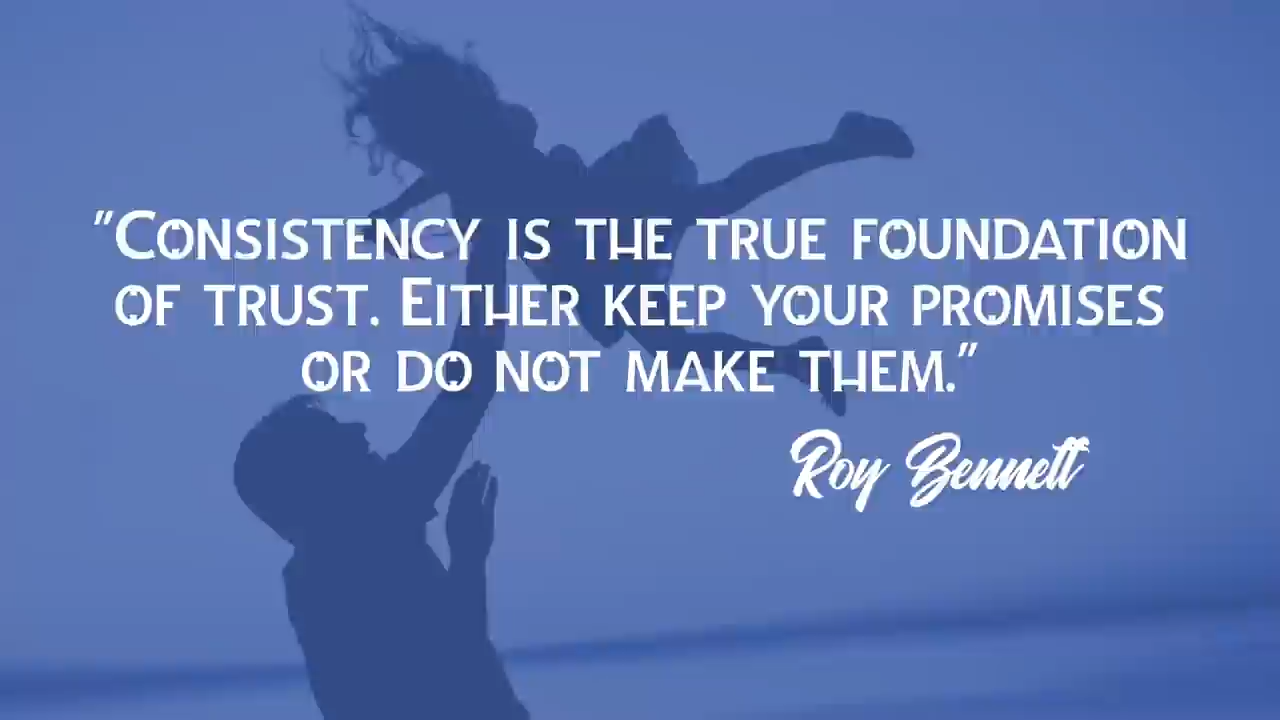 "Consistency is the true foundation
of trust. Either keep your promises
or do not make them."
Roy Bennett